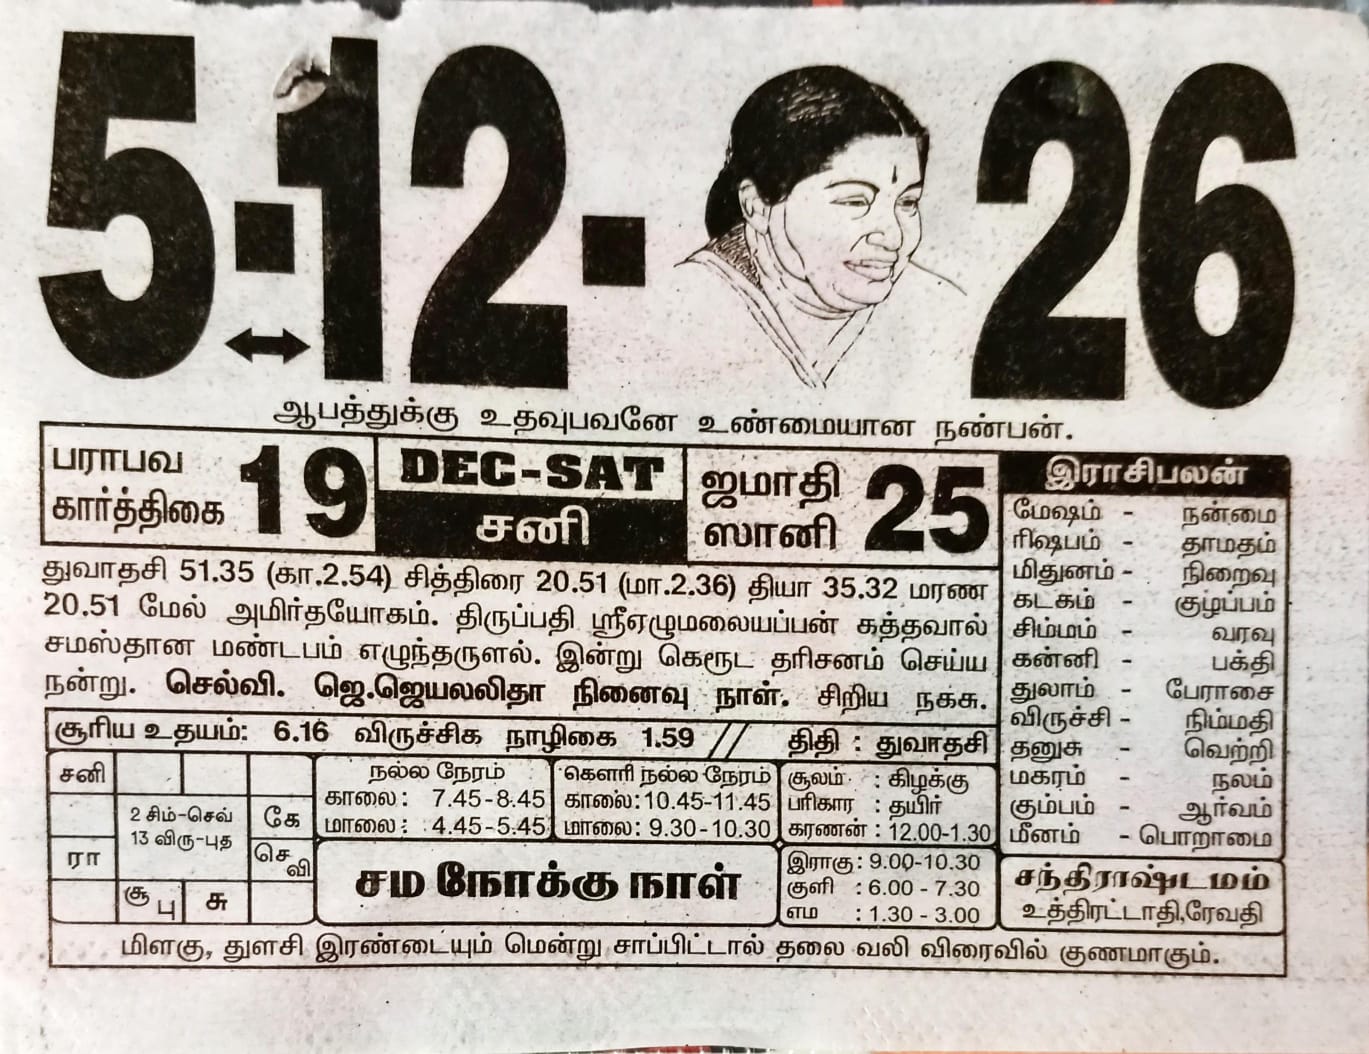 5-12-26
ஆபத்துக்கு உதவுபவனே உண்மையான நண்பன்.
பராபவ
கார்த்திகை
19
DEC-SAT
சனி
ஜமாதி
ஸானி
25
துவாதசி 51.35 (கா.2.54) சித்திரை 20.51 (மா.2.36) தியா 35.32 மரண
20.51 மேல் அமிர்தயோகம். திருப்பதி ஸ்ரீஏழுமலையப்பன் கத்தவால்
சமஸ்தான மண்டபம் எழுந்தருளல். இன்று கெரூட தரிசனம் செய்ய
நன்று. செல்வி. ஜெ.ஜெயலலிதா நினைவு நாள். சிறிய நகசு.
சூரிய உதயம்: 6.16 விருச்சிக நாழிகை 1.59 // திதி : துவாதசி
சனி
2 சிம்-செவ்
13 விரு-புத
கே
ரா
செ
வி
சூ
பு
சு
நல்ல நேரம்
காலை: 7.45-8.45
மாலை: 4.45-5.45
கௌரி நல்ல நேரம்
காலை:10.45-11.45
மாலை: 9.30-10.30
சம நோக்கு நாள்
சூலம் : கிழக்கு
பரிகார : தயிர்
கரணன் : 12.00-1.30
இராகு : 9.00-10.30
குளி : 6.00 - 7.30
எம : 1.30 - 3.00
இராசிபலன்
மேஷம் - நன்மை
ரிஷபம் - தாமதம்
மிதுனம் - நிறைவு
கடகம் - குழப்பம்
சிம்மம் - வரவு
கன்னி - பக்தி
துலாம் - பேராசை
விருச்சி - நிம்மதி
தனுசு - வெற்றி
மகரம் - நலம்
கும்பம் - ஆர்வம்
மீனம் - பொறாமை
சந்திராஷ்டமம்
உத்திரட்டாதி,ரேவதி
மிளகு, துளசி இரண்டையும் மென்று சாப்பிட்டால் தலை வலி விரைவில் குணமாகும்.